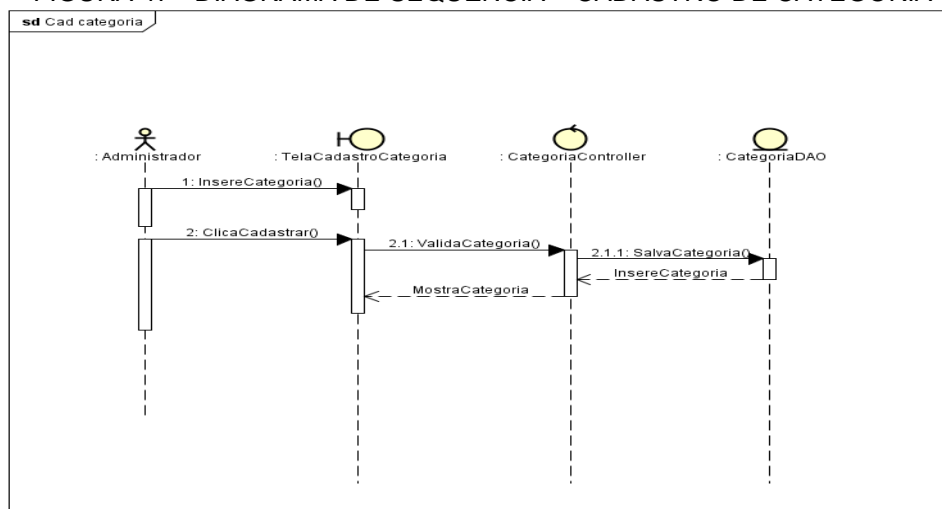 sd Cad categoria
: Administrador
: TelaCadastroCategoria
: CategoriaController
: CategoriaDAO
1: InsereCategoria()
2: ClicaCadastrar()
2.1: ValidaCategoria()
2.1.1: SalvaCategoria()
InsereCategoria
MostraCategoria